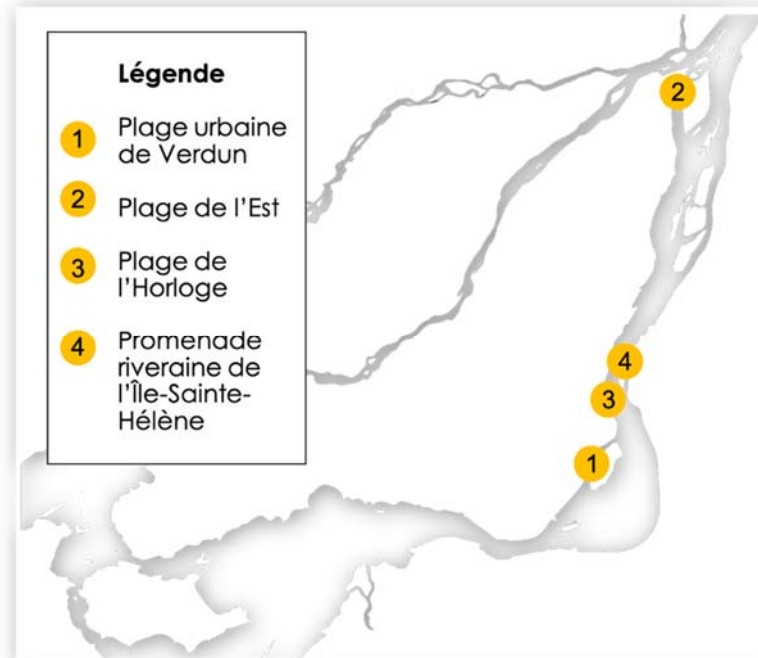 Légende
1 Plage urbaine
de Verdun
2 Plage de l'Est
3 Plage de
l'Horloge
4 Promenade
riveraine de
l'Île-Sainte-
Hélène
2
4
3
1